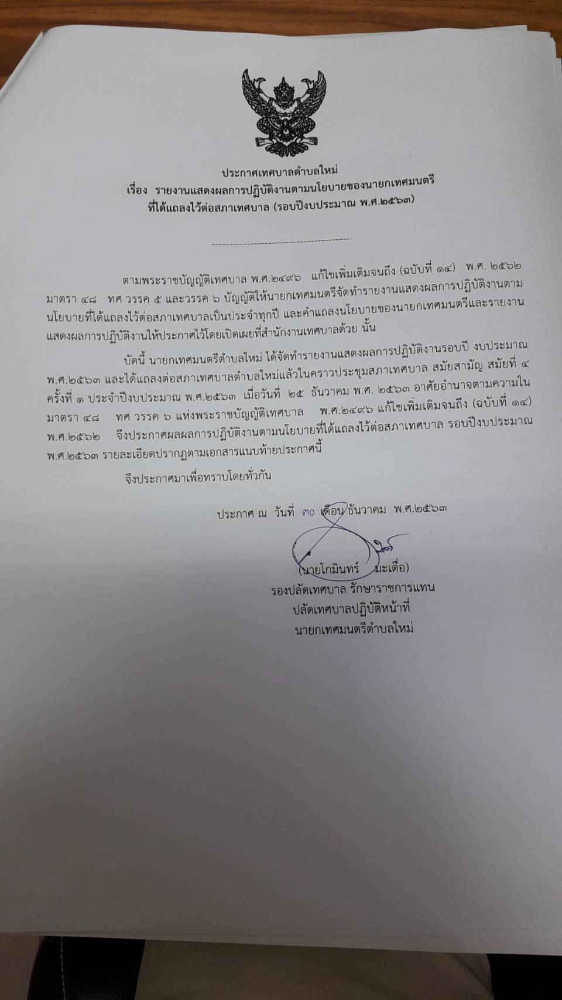 ประกาศเทศบาลตำบลใหม่
เรื่อง รายงานแสดงผลการปฏิบัติงานตามนโยบายของนายกเทศมนตรี
ที่ได้แถลงไว้ต่อสภาเทศบาล (รอบปีงบประมาณ พ.ศ.๒๕๖๓)
----------------------------------------
ตามพระราชบัญญัติเทศบาล พ.ศ.๒๔๙๖ แก้ไขเพิ่มเติมจนถึง (ฉบับที่ ๑๔) พ.ศ. ๒๕๖๒
มาตรา ๔๘ ทศ วรรค ๕ และวรรค ๖ บัญญัติให้นายกเทศมนตรีจัดทำรายงานแสดงผลการปฏิบัติงานตาม
นโยบายที่ได้แถลงไว้ต่อสภาเทศบาลเป็นประจำทุกปี และคำแถลงนโยบายของนายกเทศมนตรีและรายงาน
แสดงผลการปฏิบัติงานให้ประกาศไว้โดยเปิดเผยที่สำนักงานเทศบาลด้วย นั้น
บัดนี้ นายกเทศมนตรีตำบลใหม่ ได้จัดทำรายงานแสดงผลการปฏิบัติงานรอบปี งบประมาณ
พ.ศ.๒๕๖๓ และได้แถลงต่อสภาเทศบาลตำบลใหม่แล้วในคราวประชุมสภาเทศบาล สมัยสามัญ สมัยที่ ๔
ครั้งที่ ๑ ประจำปีงบประมาณ พ.ศ.๒๕๖๓ เมื่อวันที่ ๒๕ ธันวาคม พ.ศ. ๒๕๖๓ อาศัยอำนาจตามความใน
มาตรา ๔๘ ทศ วรรค ๖ แห่งพระราชบัญญัติเทศบาล พ.ศ.๒๔๙๖ แก้ไขเพิ่มเติมจนถึง (ฉบับที่ ๑๔)
พ.ศ.๒๕๖๒ จึงประกาศผลผลการปฏิบัติงานตามนโยบายที่ได้แถลงไว้ต่อสภาเทศบาล รอบปีงบประมาณ
พ.ศ.๒๕๖๓ รายละเอียดปรากฏตามเอกสารแนบท้ายประกาศนี้
จึงประกาศมาเพื่อทราบโดยทั่วกัน
ประกาศ ณ วันที่ ๓๐ เดือน ธันวาคม พ.ศ.๒๕๖๓
(นายโกมินทร์ มะเดื่อ)
รองปลัดเทศบาล รักษาราชการแทน
ปลัดเทศบาลปฏิบัติหน้าที่
นายกเทศมนตรีตำบลใหม่